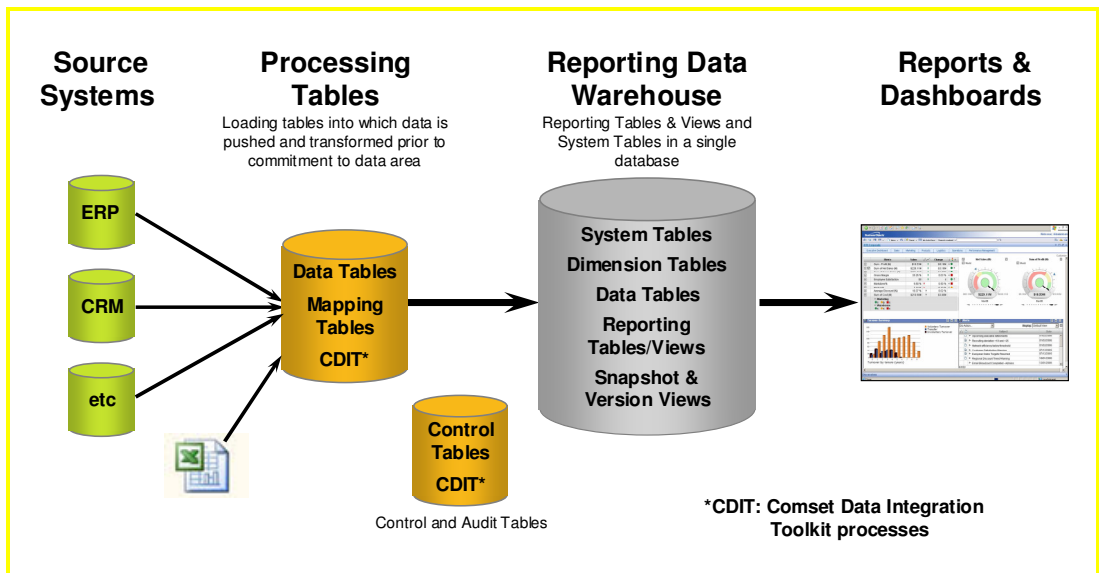 Source
Systems
Processing
Tables
Loading tables into which data is
pushed and transformed prior to
commitment to data area
Reporting Data
Warehouse
Reporting Tables & Views and
System Tables in a single
database
Reports &
Dashboards
ERP
CRM
etc
Data Tables
Mapping
Tables
CDIT*
Control
Tables
CDIT*
Control and Audit Tables
System Tables
Dimension Tables
Data Tables
Reporting
Tables/Views
Snapshot &
Version Views
*CDIT: Comset Data Integration
Toolkit processes